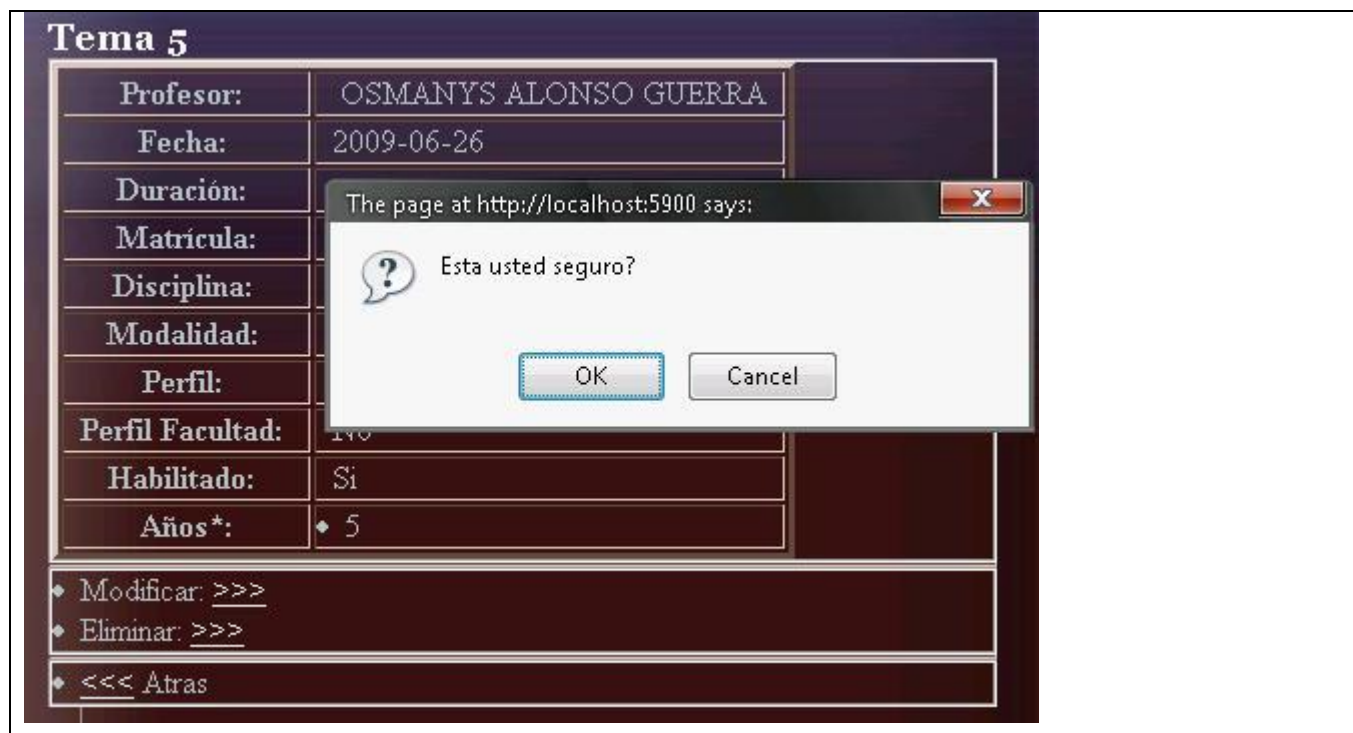 Tema 5
Profesor: OSMANYS ALONSO GUERRA
Fecha: 2009-06-26
Duración:
Matrícula:
Disciplina:
Modalidad:
Perfil:
Perfil Facultad: No
Habilitado: Si
Años*: 5
The page at http://localhost:5900 says:
Esta usted seguro?
OK Cancel
Modificar: >>>
Eliminar: >>>
<<< Atras